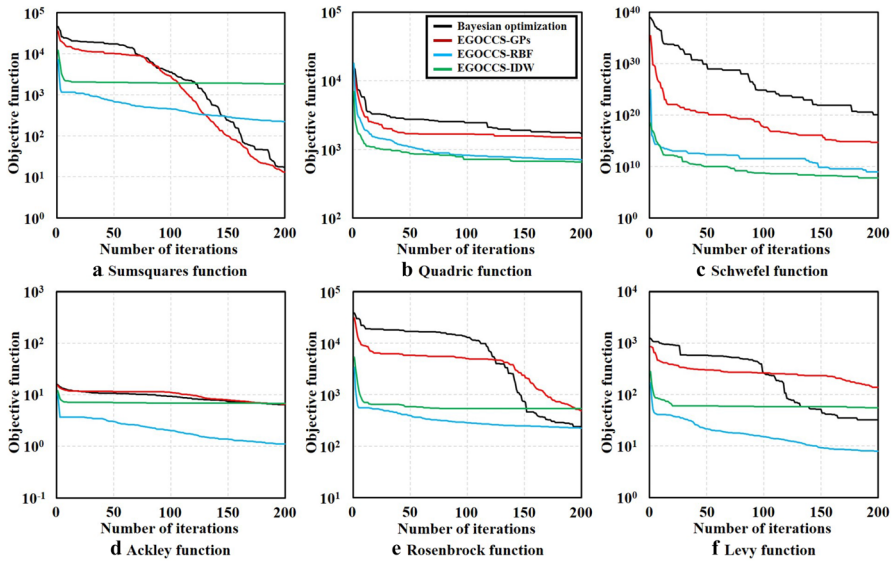 Bayesian optimization
EGOCCS-GPs
EGOCCS-RBF
EGOCCS-IDW
Objective function
10^5
10^4
10^3
10^2
10^1
10^0
0 50 100 150 200
Number of iterations
a Sumsquares function
Objective function
10^4
10^3
10^2
0 50 100 150 200
Number of iterations
b Quadric function
Objective function
10^40
10^30
10^20
10^10
10^0
0 50 100 150 200
Number of iterations
c Schwefel function
Objective function
10^3
10^2
10^1
10^0
10^-1
0 50 100 150 200
Number of iterations
d Ackley function
Objective function
10^5
10^4
10^3
10^2
10^1
0 50 100 150 200
Number of iterations
e Rosenbrock function
Objective function
10^4
10^3
10^2
10^1
10^0
0 50 100 150 200
Number of iterations
f Levy function